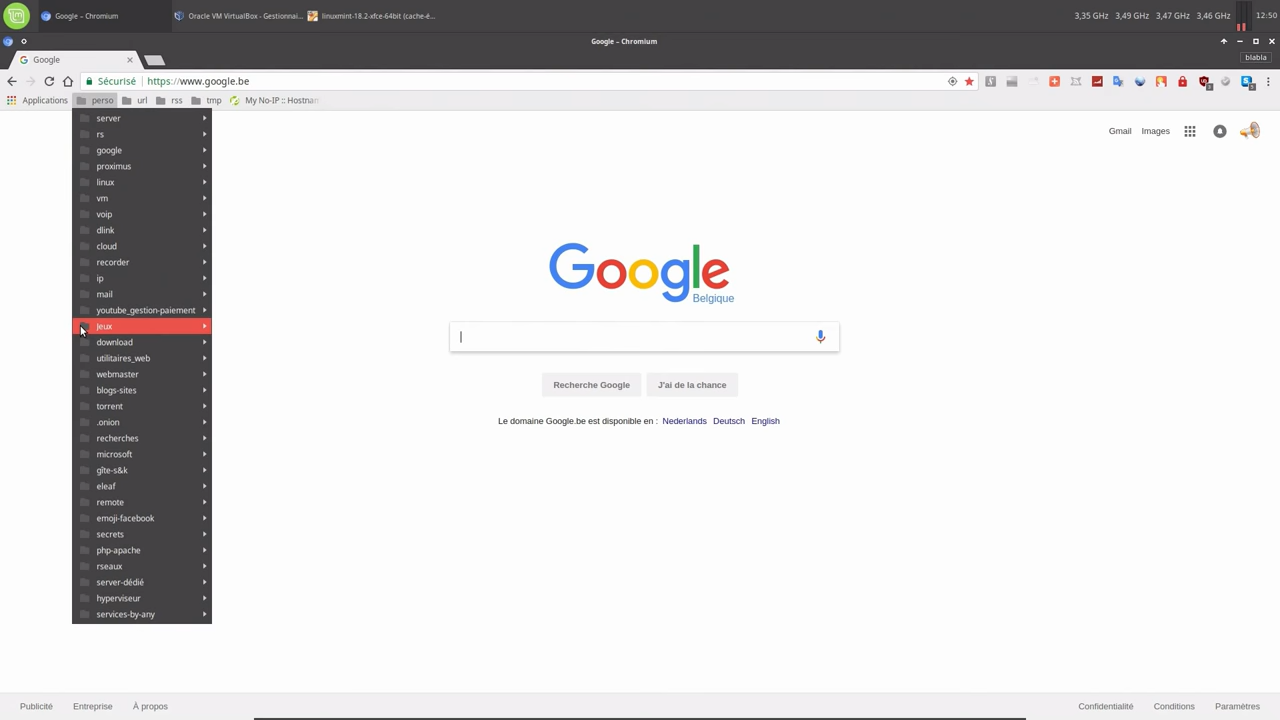 Google – Chromium
Oracle VM VirtualBox - Gestionnai...
linuxmint-18.2-xfce-64bit (cache-é...
3,35 GHz 3,49 GHz 3,47 GHz 3,46 GHz
12:50
Google – Chromium
Google
blabla
Sécurisé
https://www.google.be
Applications
perso
url
rss
tmp
My No-IP :: Hostnan
server
rs
google
proximus
linux
vm
voip
dlink
cloud
recorder
ip
mail
youtube_gestion-paiement
Jeux
download
utilitaires_web
webmaster
blogs-sites
torrent
.onion
recherches
microsoft
gîte-s&k
eleaf
remote
emoji-facebook
secrets
php-apache
rseaux
server-dédié
hyperviseur
services-by-any
Gmail Images
Google
Belgique
Recherche Google
J'ai de la chance
Le domaine Google.be est disponible en : Nederlands Deutsch English
Publicité Entreprise À propos
Confidentialité Conditions Paramètres